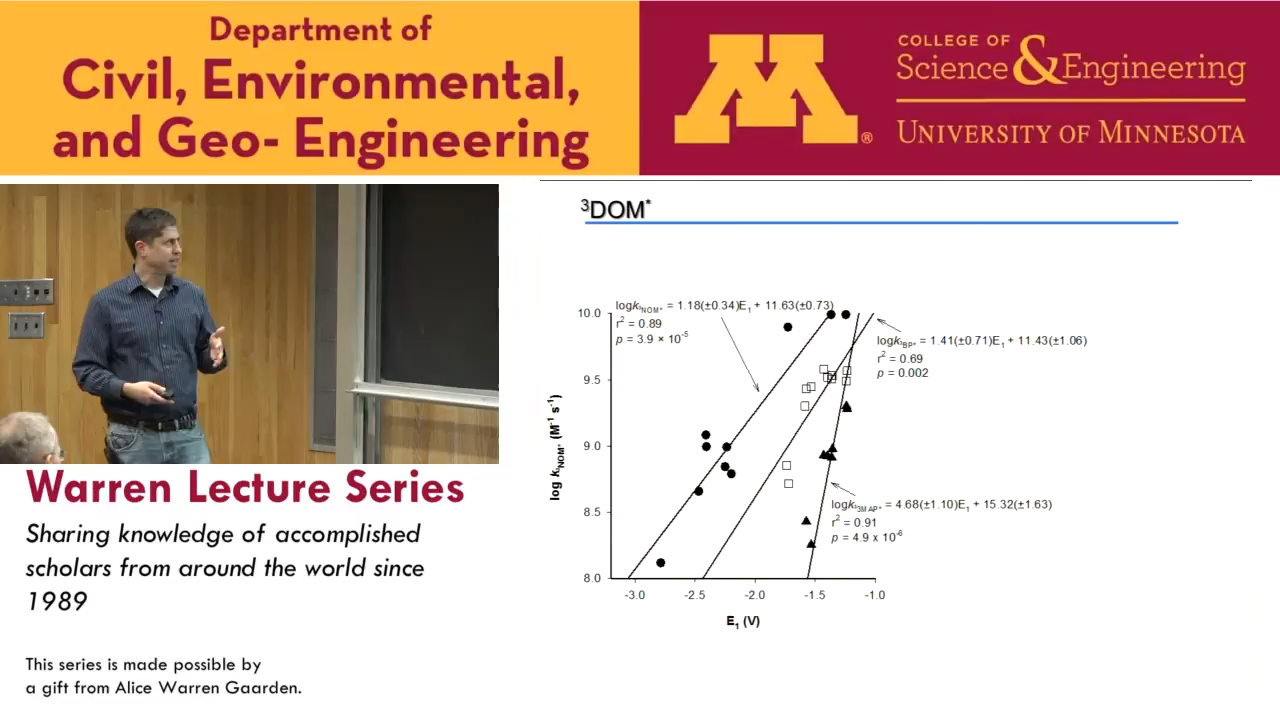 Department of
Civil, Environmental,
and Geo- Engineering
M®
COLLEGE OF
Science & Engineering
UNIVERSITY OF MINNESOTA
Warren Lecture Series
Sharing knowledge of accomplished
scholars from around the world since
1989
This series is made possible by
a gift from Alice Warren Gaarden.
³DOM*
logk³NOM* = 1.18(±0.34)E₁ + 11.63(±0.73)
r² = 0.89
p = 3.9 × 10⁻⁵
logk³BP* = 1.41(±0.71)E₁ + 11.43(±1.06)
r² = 0.69
p = 0.002
logk³3MAP* = 4.68(±1.10)E₁ + 15.32(±1.63)
r² = 0.91
p = 4.9 x 10⁻⁶
log k³NOM* (M⁻¹ s⁻¹)
10.0
9.5
9.0
8.5
8.0
-3.0 -2.5 -2.0 -1.5 -1.0
E₁ (V)